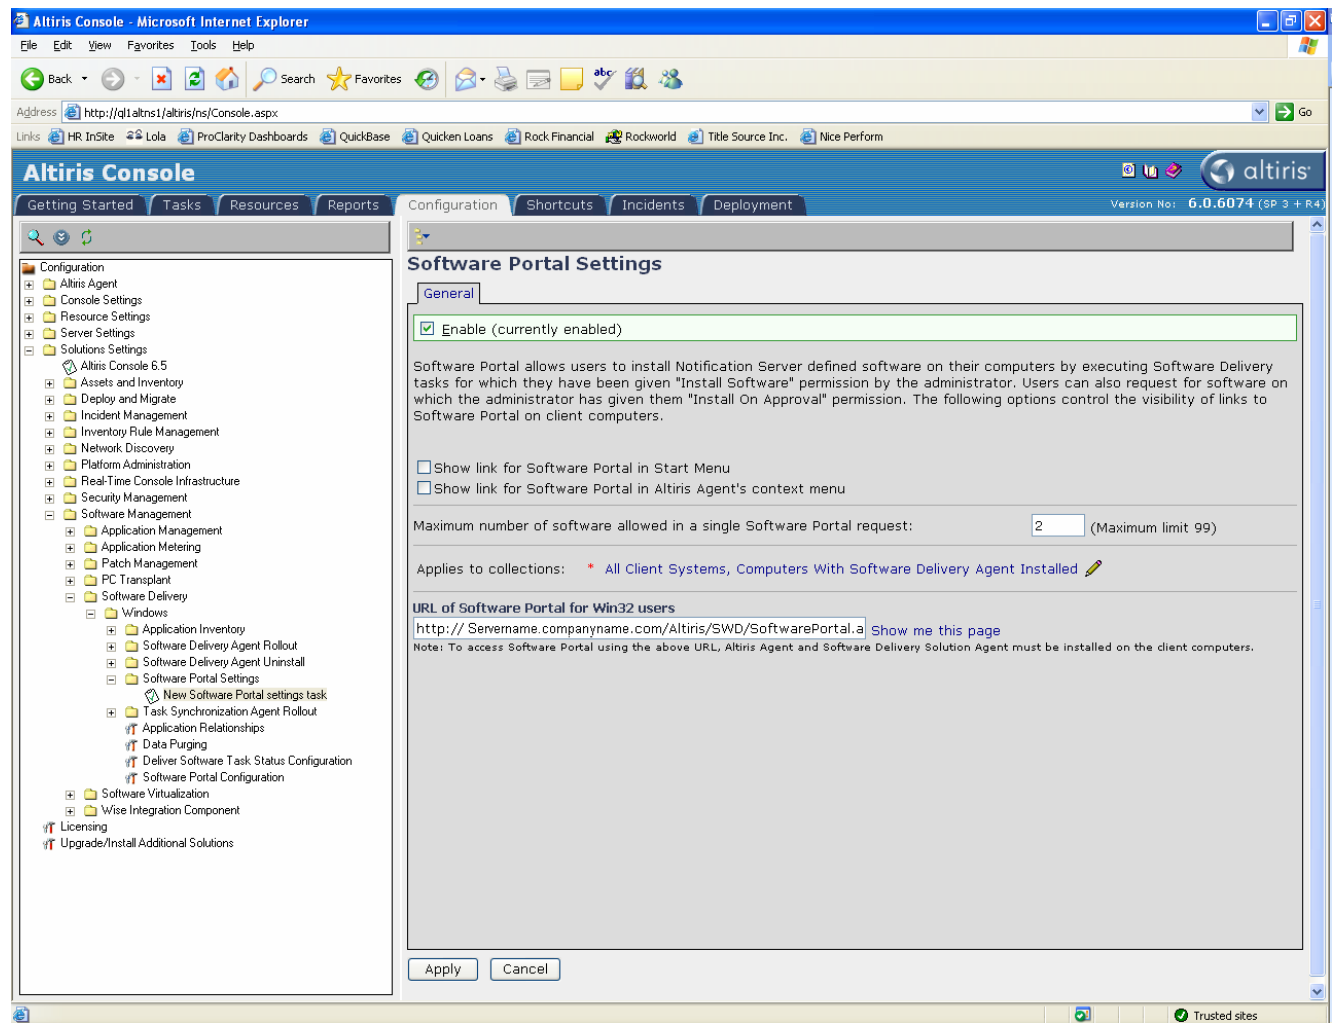 Altiris Console - Microsoft Internet Explorer
File Edit View Favorites Tools Help
Back Search Favorites
Address http://ql1altns1/altiris/ns/Console.aspx Go
Links HR InSite Lola ProClarity Dashboards QuickBase Quicken Loans Rock Financial Rockworld Title Source Inc. Nice Perform
Altiris Console
altiris
Getting Started Tasks Resources Reports Configuration Shortcuts Incidents Deployment Version No: 6.0.6074 (SP 3 + R4)
Configuration
Altiris Agent
Console Settings
Resource Settings
Server Settings
Solutions Settings
Altiris Console 6.5
Assets and Inventory
Deploy and Migrate
Incident Management
Inventory Rule Management
Network Discovery
Platform Administration
Real-Time Console Infrastructure
Security Management
Software Management
Application Management
Application Metering
Patch Management
PC Transplant
Software Delivery
Windows
Application Inventory
Software Delivery Agent Rollout
Software Delivery Agent Uninstall
Software Portal Settings
New Software Portal settings task
Task Synchronization Agent Rollout
Application Relationships
Data Purging
Deliver Software Task Status Configuration
Software Portal Configuration
Software Virtualization
Wise Integration Component
Licensing
Upgrade/Install Additional Solutions
Software Portal Settings
General
Enable (currently enabled)
Software Portal allows users to install Notification Server defined software on their computers by executing Software Delivery
tasks for which they have been given "Install Software" permission by the administrator. Users can also request for software on
which the administrator has given them "Install On Approval" permission. The following options control the visibility of links to
Software Portal on client computers.
Show link for Software Portal in Start Menu
Show link for Software Portal in Altiris Agent's context menu
Maximum number of software allowed in a single Software Portal request: 2 (Maximum limit 99)
Applies to collections: * All Client Systems, Computers With Software Delivery Agent Installed
URL of Software Portal for Win32 users
http:// Servername.companyname.com/Altiris/SWD/SoftwarePortal.a Show me this page
Note: To access Software Portal using the above URL, Altiris Agent and Software Delivery Solution Agent must be installed on the client computers.
Apply Cancel
Trusted sites